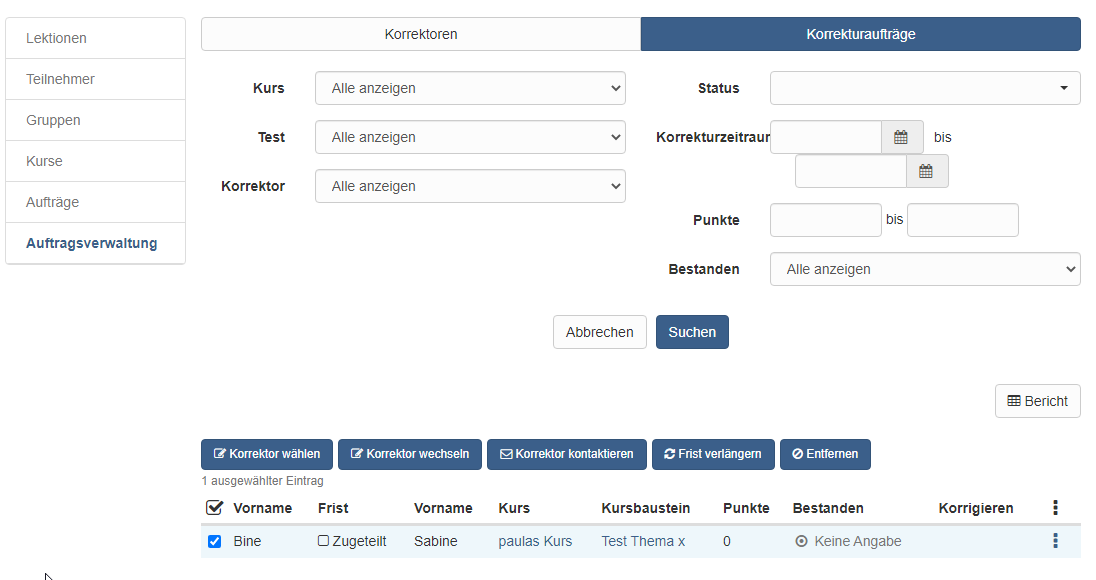 Lektionen
Teilnehmer
Gruppen
Kurse
Aufträge
Auftragsverwaltung
Korrektoren Korrekturaufträge
Kurs Alle anzeigen Status
Test Alle anzeigen Korrekturzeitraur bis
Korrektor Alle anzeigen
Punkte bis
Bestanden Alle anzeigen
Abbrechen Suchen
Bericht
Korrektor wählen Korrektor wechseln Korrektor kontaktieren Frist verlängern Entfernen
1 ausgewählter Eintrag
Vorname Frist Vorname Kurs Kursbaustein Punkte Bestanden Korrigieren
Bine Zugeteilt Sabine paulas Kurs Test Thema x 0 Keine Angabe